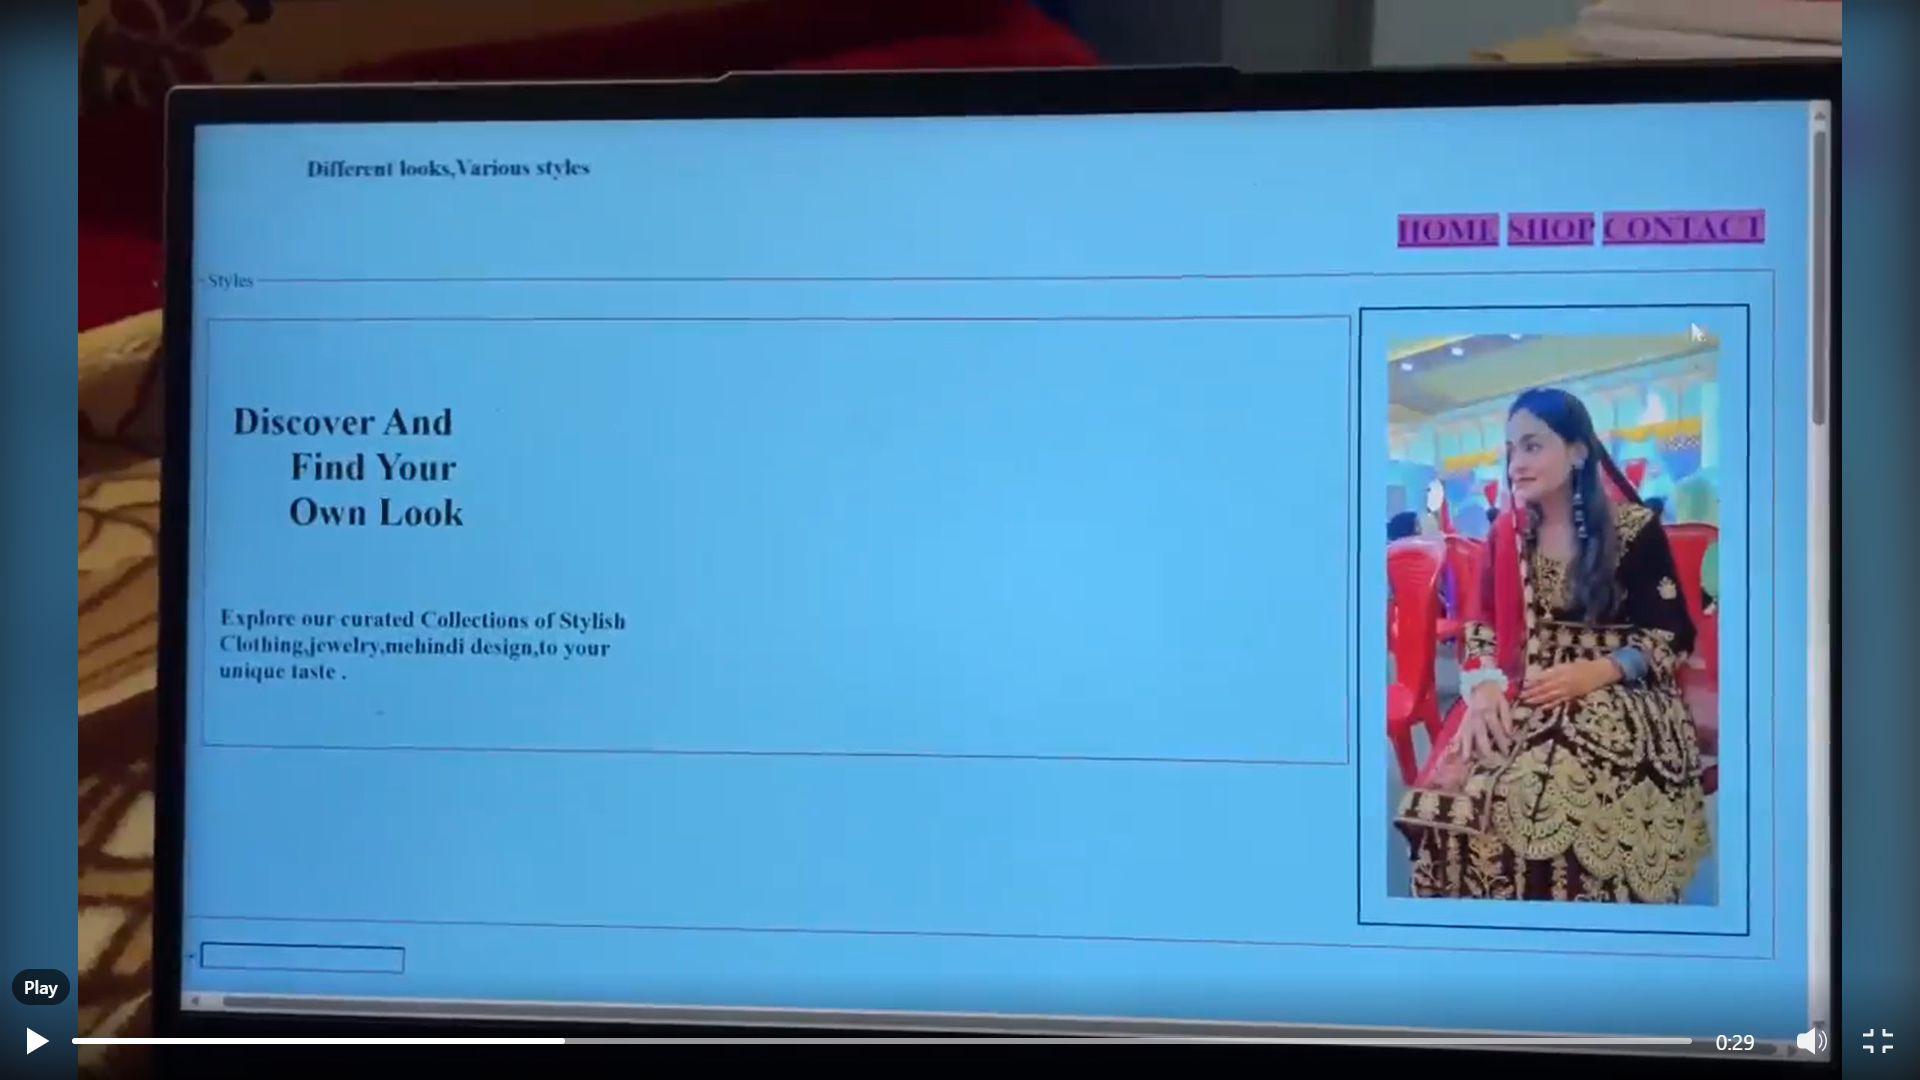 Different looks,Various styles
HOME SHOP CONTACT
Styles
Discover And
Find Your
Own Look
Explore our curated Collections of Stylish
Clothing,jewelry,mehindi design,to your
unique taste .
Play
0:29